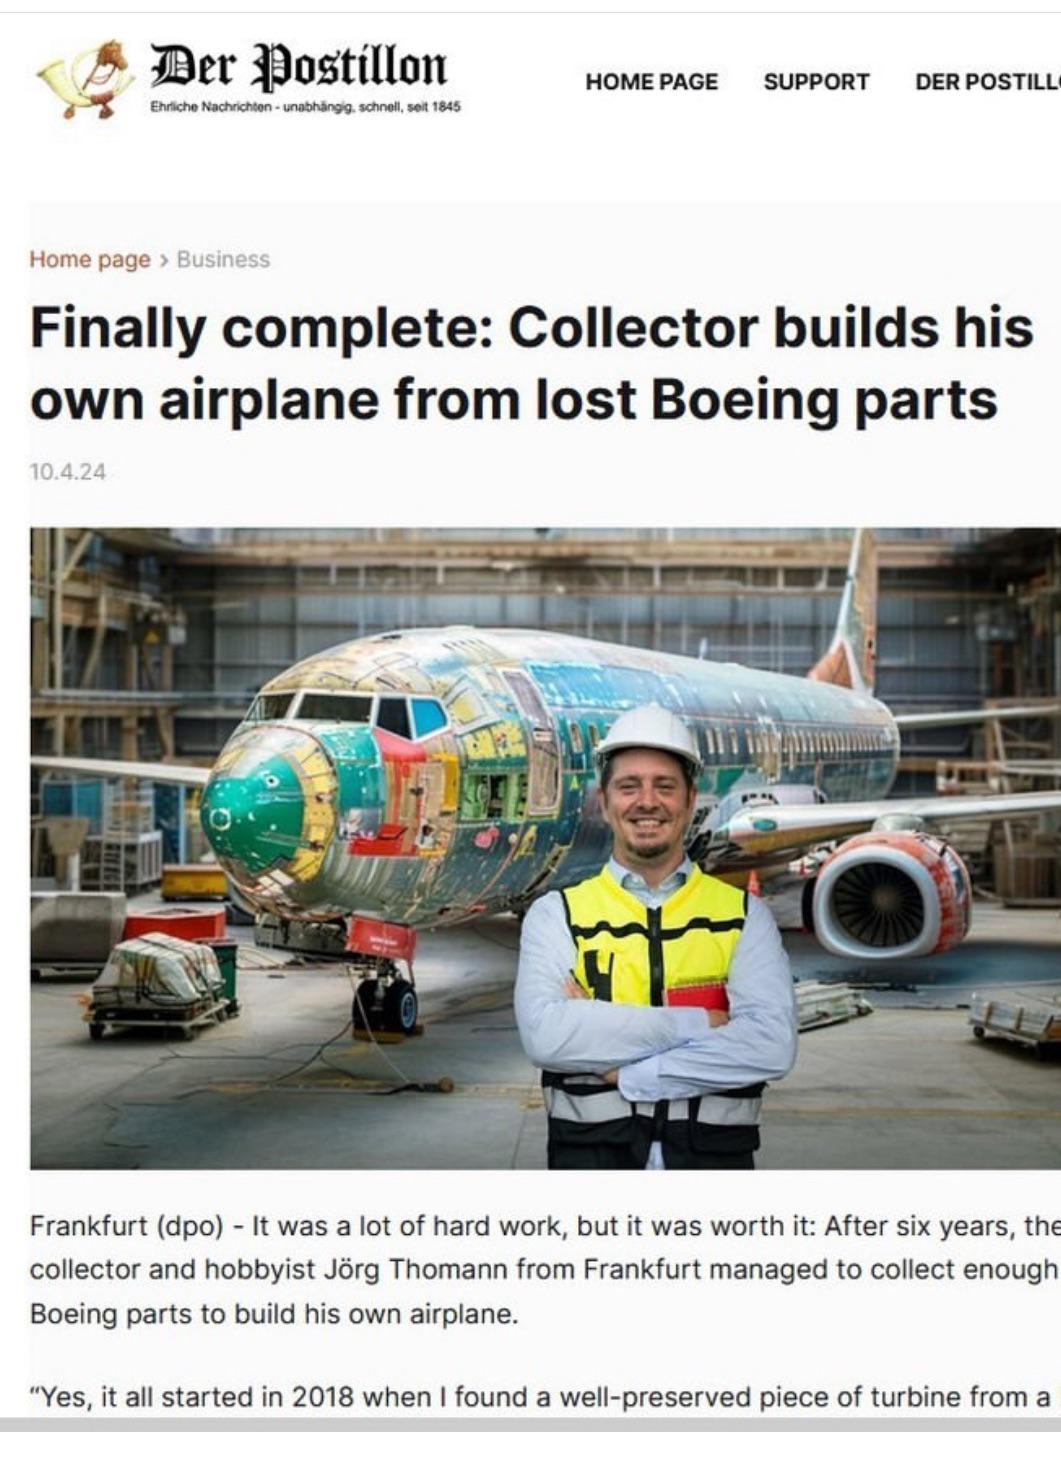 Der Postillon
Ehrliche Nachrichten - unabhängig, schnell, seit 1845
HOME PAGE SUPPORT DER POSTILLO
Home page › Business
Finally complete: Collector builds his
own airplane from lost Boeing parts
10.4.24
Frankfurt (dpo) - It was a lot of hard work, but it was worth it: After six years, the
collector and hobbyist Jörg Thomann from Frankfurt managed to collect enough
Boeing parts to build his own airplane.
“Yes, it all started in 2018 when I found a well-preserved piece of turbine from a